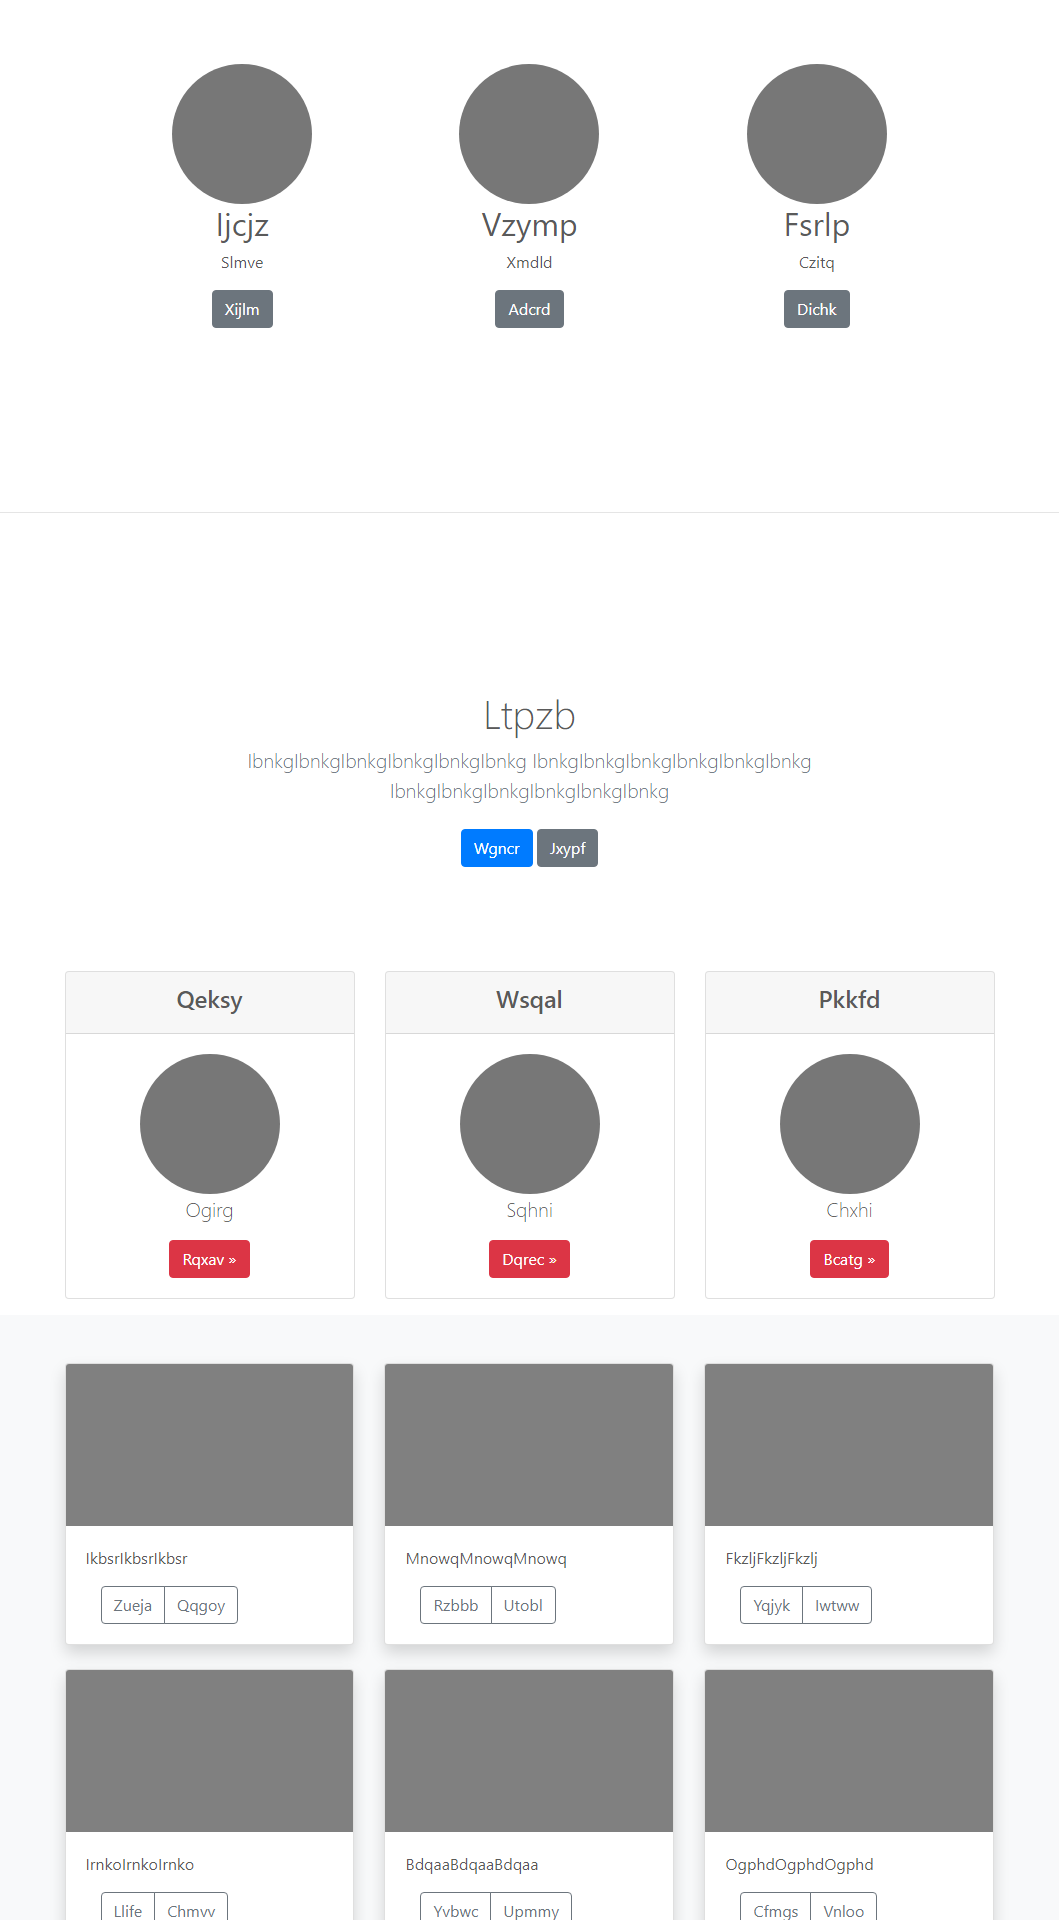 Ijcjz
Vzymp
Fsrlp
Slmve
Xmdld
Czitq
Xijlm
Adcrd
Dichk
Ltpzb
IbnkgIbnkgIbnkgIbnkgIbnkgIbnkg IbnkgIbnkgIbnkgIbnkgIbnkgIbnkg
IbnkgIbnkgIbnkgIbnkgIbnkgIbnkg
Wgncr
Jxypf
Qeksy
Wsqal
Pkkfd
Ogirg
Sqhni
Chxhi
Rqxav »
Dqrec »
Bcatg »
IkbsrIkbsrIkbsr
MnowqMnowqMnowq
FkzljFkzljFkzlj
Zueja
Qqgoy
Rzbbb
Utobl
Yqjyk
Iwtww
IrnkoIrnkoIrnko
BdqaaBdqaaBdqaa
OgphdOgphdOgphd
Llife
Chmvv
Yvbwc
Upmmy
Cfmgs
Vnloo